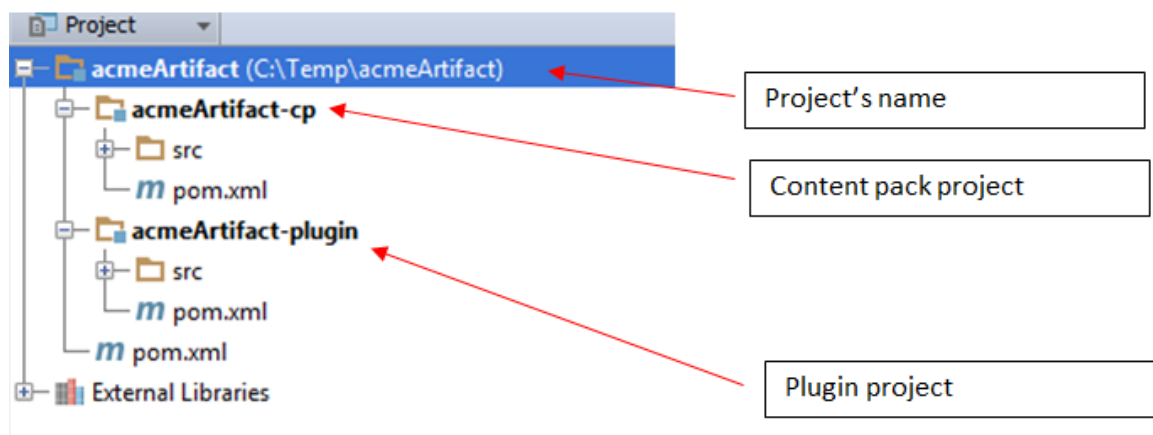 Project
acmeArtifact (C:\Temp\acmeArtifact)
Project's name
acmeArtifact-cp
src
Content pack project
m pom.xml
acmeArtifact-plugin
src
m pom.xml
m pom.xml
Plugin project
External Libraries